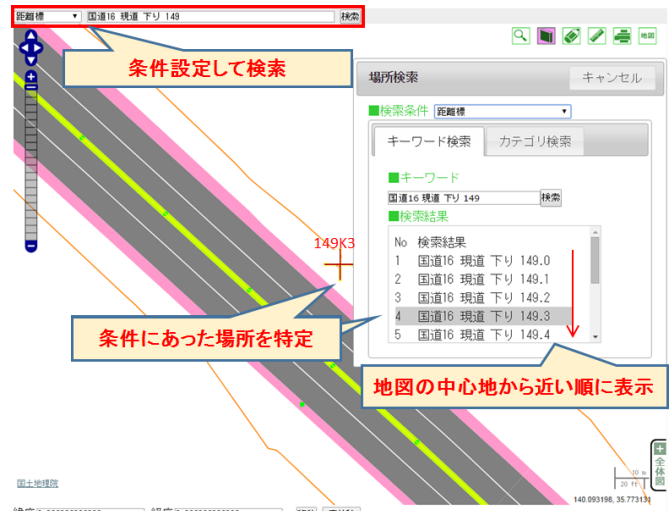 距離標 国道16 現道 下り 149 検索
条件設定して検索
地図
場所検索 キャンセル
■検索条件 距離標
キーワード検索 カテゴリ検索
■キーワード
国道16 現道 下り 149 検索
■検索結果
No 検索結果
1 国道16 現道 下り 149.0
2 国道16 現道 下り 149.1
3 国道16 現道 下り 149.2
4 国道16 現道 下り 149.3
5 国道16 現道 下り 149.4
149K3
条件にあった場所を特定
地図の中心地から近い順に表示
全体図
国土地理院
10 m
20 ft
140.093198, 35.773131